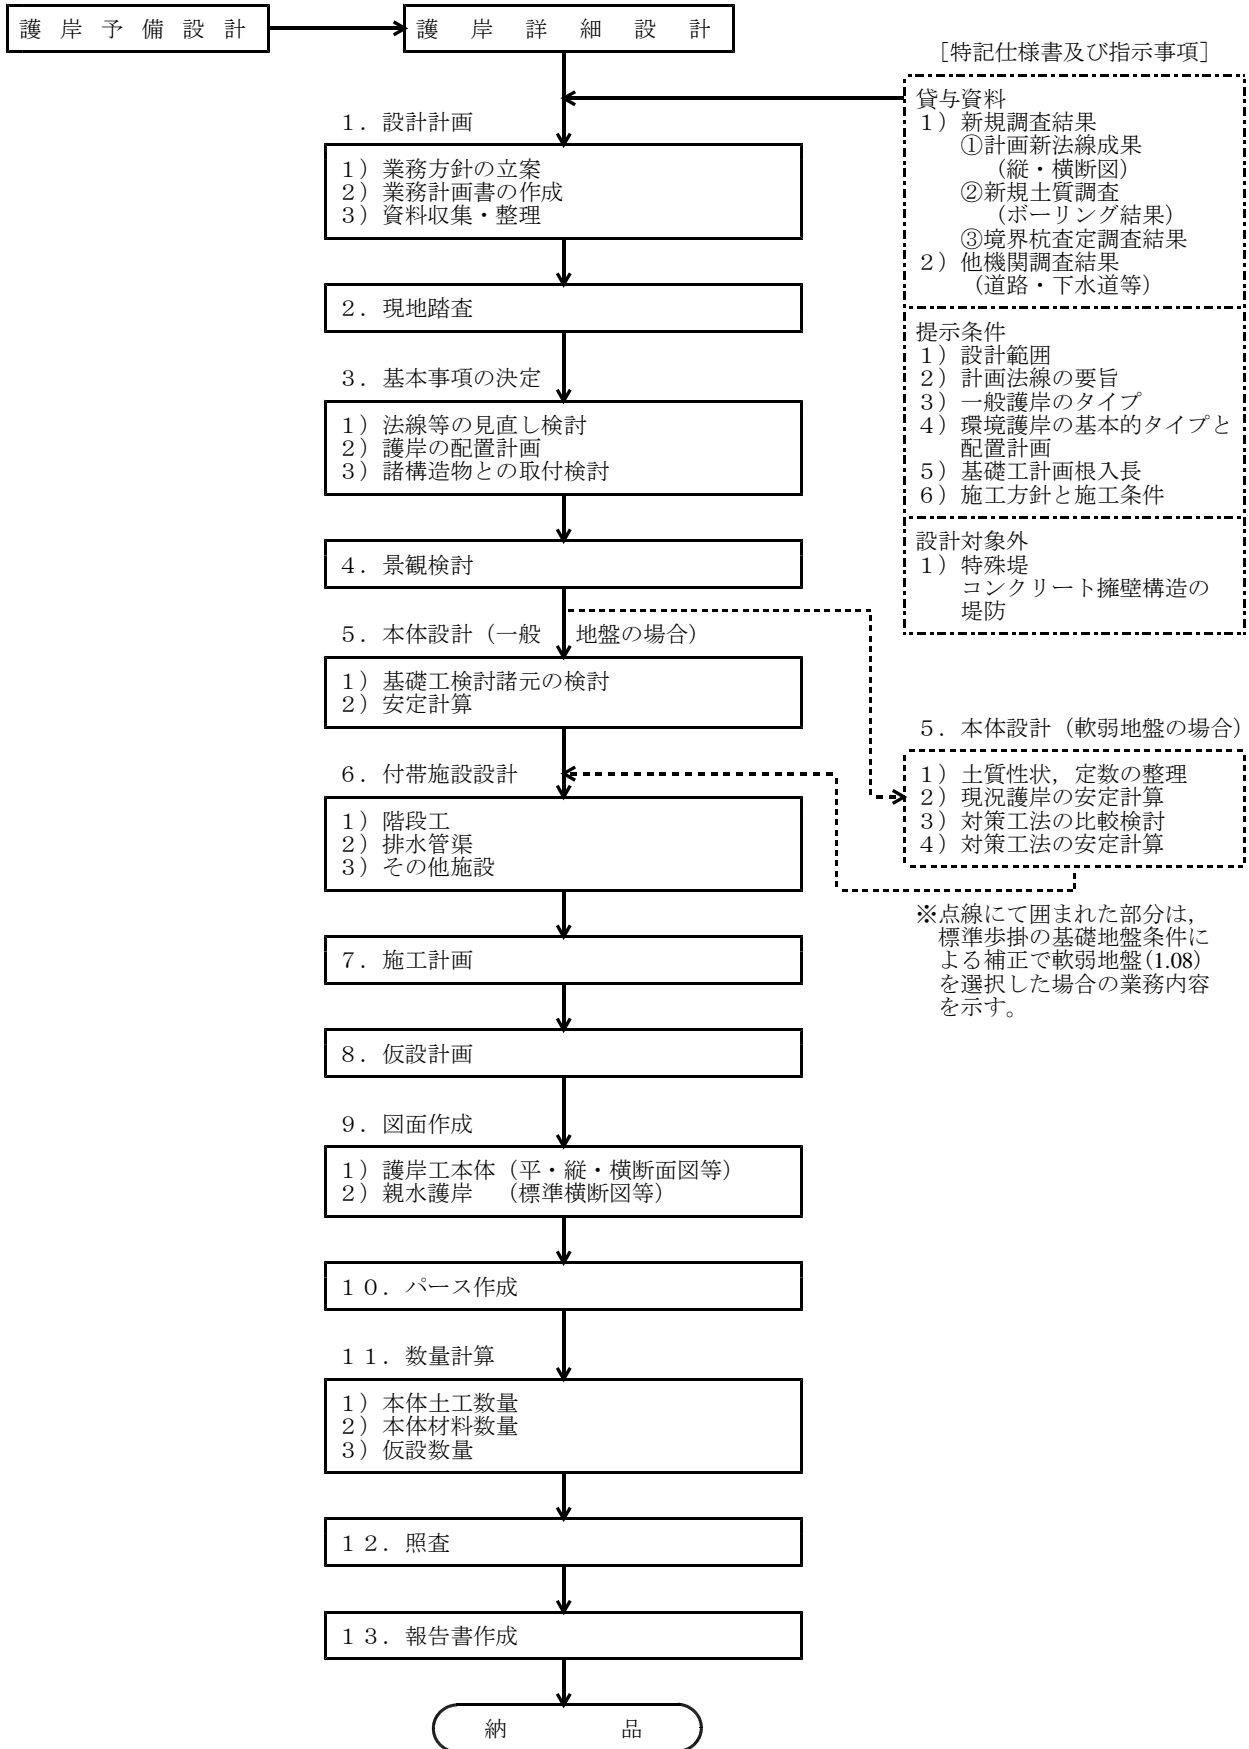 護岸予備設計
護岸詳細設計
［特記仕様書及び指示事項］
貸与資料
１）新規調査結果
①計画新法線成果
（縦・横断図）
②新規土質調査
（ボーリング結果）
③境界杭査定調査結果
２）他機関調査結果
（道路・下水道等）
提示条件
１）設計範囲
２）計画法線の要旨
３）一般護岸のタイプ
４）環境護岸の基本的タイプと
配置計画
５）基礎工計画根入長
６）施工方針と施工条件
設計対象外
１）特殊堤
コンクリート擁壁構造の
堤防
１．設計計画
１）業務方針の立案
２）業務計画書の作成
３）資料収集・整理
２．現地踏査
３．基本事項の決定
１）法線等の見直し検討
２）護岸の配置計画
３）諸構造物との取付検討
４．景観検討
５．本体設計（一般　地盤の場合）
１）基礎工検討諸元の検討
２）安定計算
５．本体設計（軟弱地盤の場合）
１）土質性状，定数の整理
２）現況護岸の安定計算
３）対策工法の比較検討
４）対策工法の安定計算
※点線にて囲まれた部分は，
標準歩掛の基礎地盤条件に
よる補正で軟弱地盤(1.08)
を選択した場合の業務内容
を示す。
６．付帯施設設計
１）階段工
２）排水管渠
３）その他施設
７．施工計画
８．仮設計画
９．図面作成
１）護岸工本体（平・縦・横断面図等）
２）親水護岸　（標準横断図等）
１０．パース作成
１１．数量計算
１）本体土工数量
２）本体材料数量
３）仮設数量
１２．照査
１３．報告書作成
納品